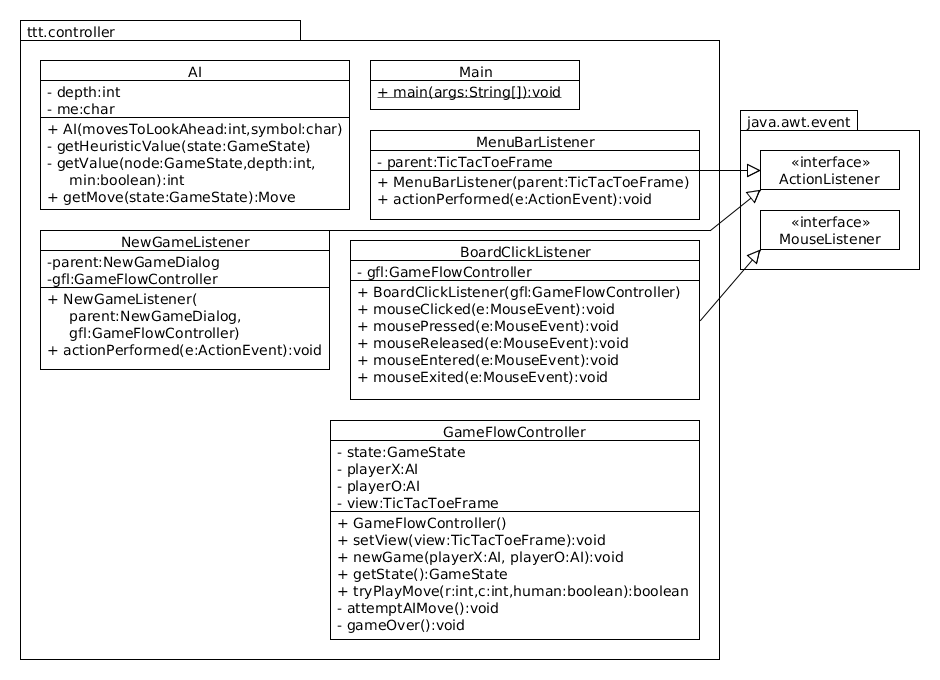 ttt.controller
AI
- depth:int
- me:char
+ AI(movesToLookAhead:int,symbol:char)
- getHeuristicValue(state:GameState)
- getValue(node:GameState,depth:int,
min:boolean):int
+ getMove(state:GameState):Move
Main
+ main(args:String[]):void
MenuBarListener
- parent:TicTacToeFrame
+ MenuBarListener(parent:TicTacToeFrame)
+ actionPerformed(e:ActionEvent):void
java.awt.event
«interface»
ActionListener
«interface»
MouseListener
NewGameListener
-parent:NewGameDialog
-gfl:GameFlowController
+ NewGameListener(
parent:NewGameDialog,
gfl:GameFlowController)
+ actionPerformed(e:ActionEvent):void
BoardClickListener
- gfl:GameFlowController
+ BoardClickListener(gfl:GameFlowController)
+ mouseClicked(e:MouseEvent):void
+ mousePressed(e:MouseEvent):void
+ mouseReleased(e:MouseEvent):void
+ mouseEntered(e:MouseEvent):void
+ mouseExited(e:MouseEvent):void
GameFlowController
- state:GameState
- playerX:AI
- playerO:AI
- view:TicTacToeFrame
+ GameFlowController()
+ setView(view:TicTacToeFrame):void
+ newGame(playerX:AI, playerO:AI):void
+ getState():GameState
+ tryPlayMove(r:int,c:int,human:boolean):boolean
- attemptAIMove():void
- gameOver():void